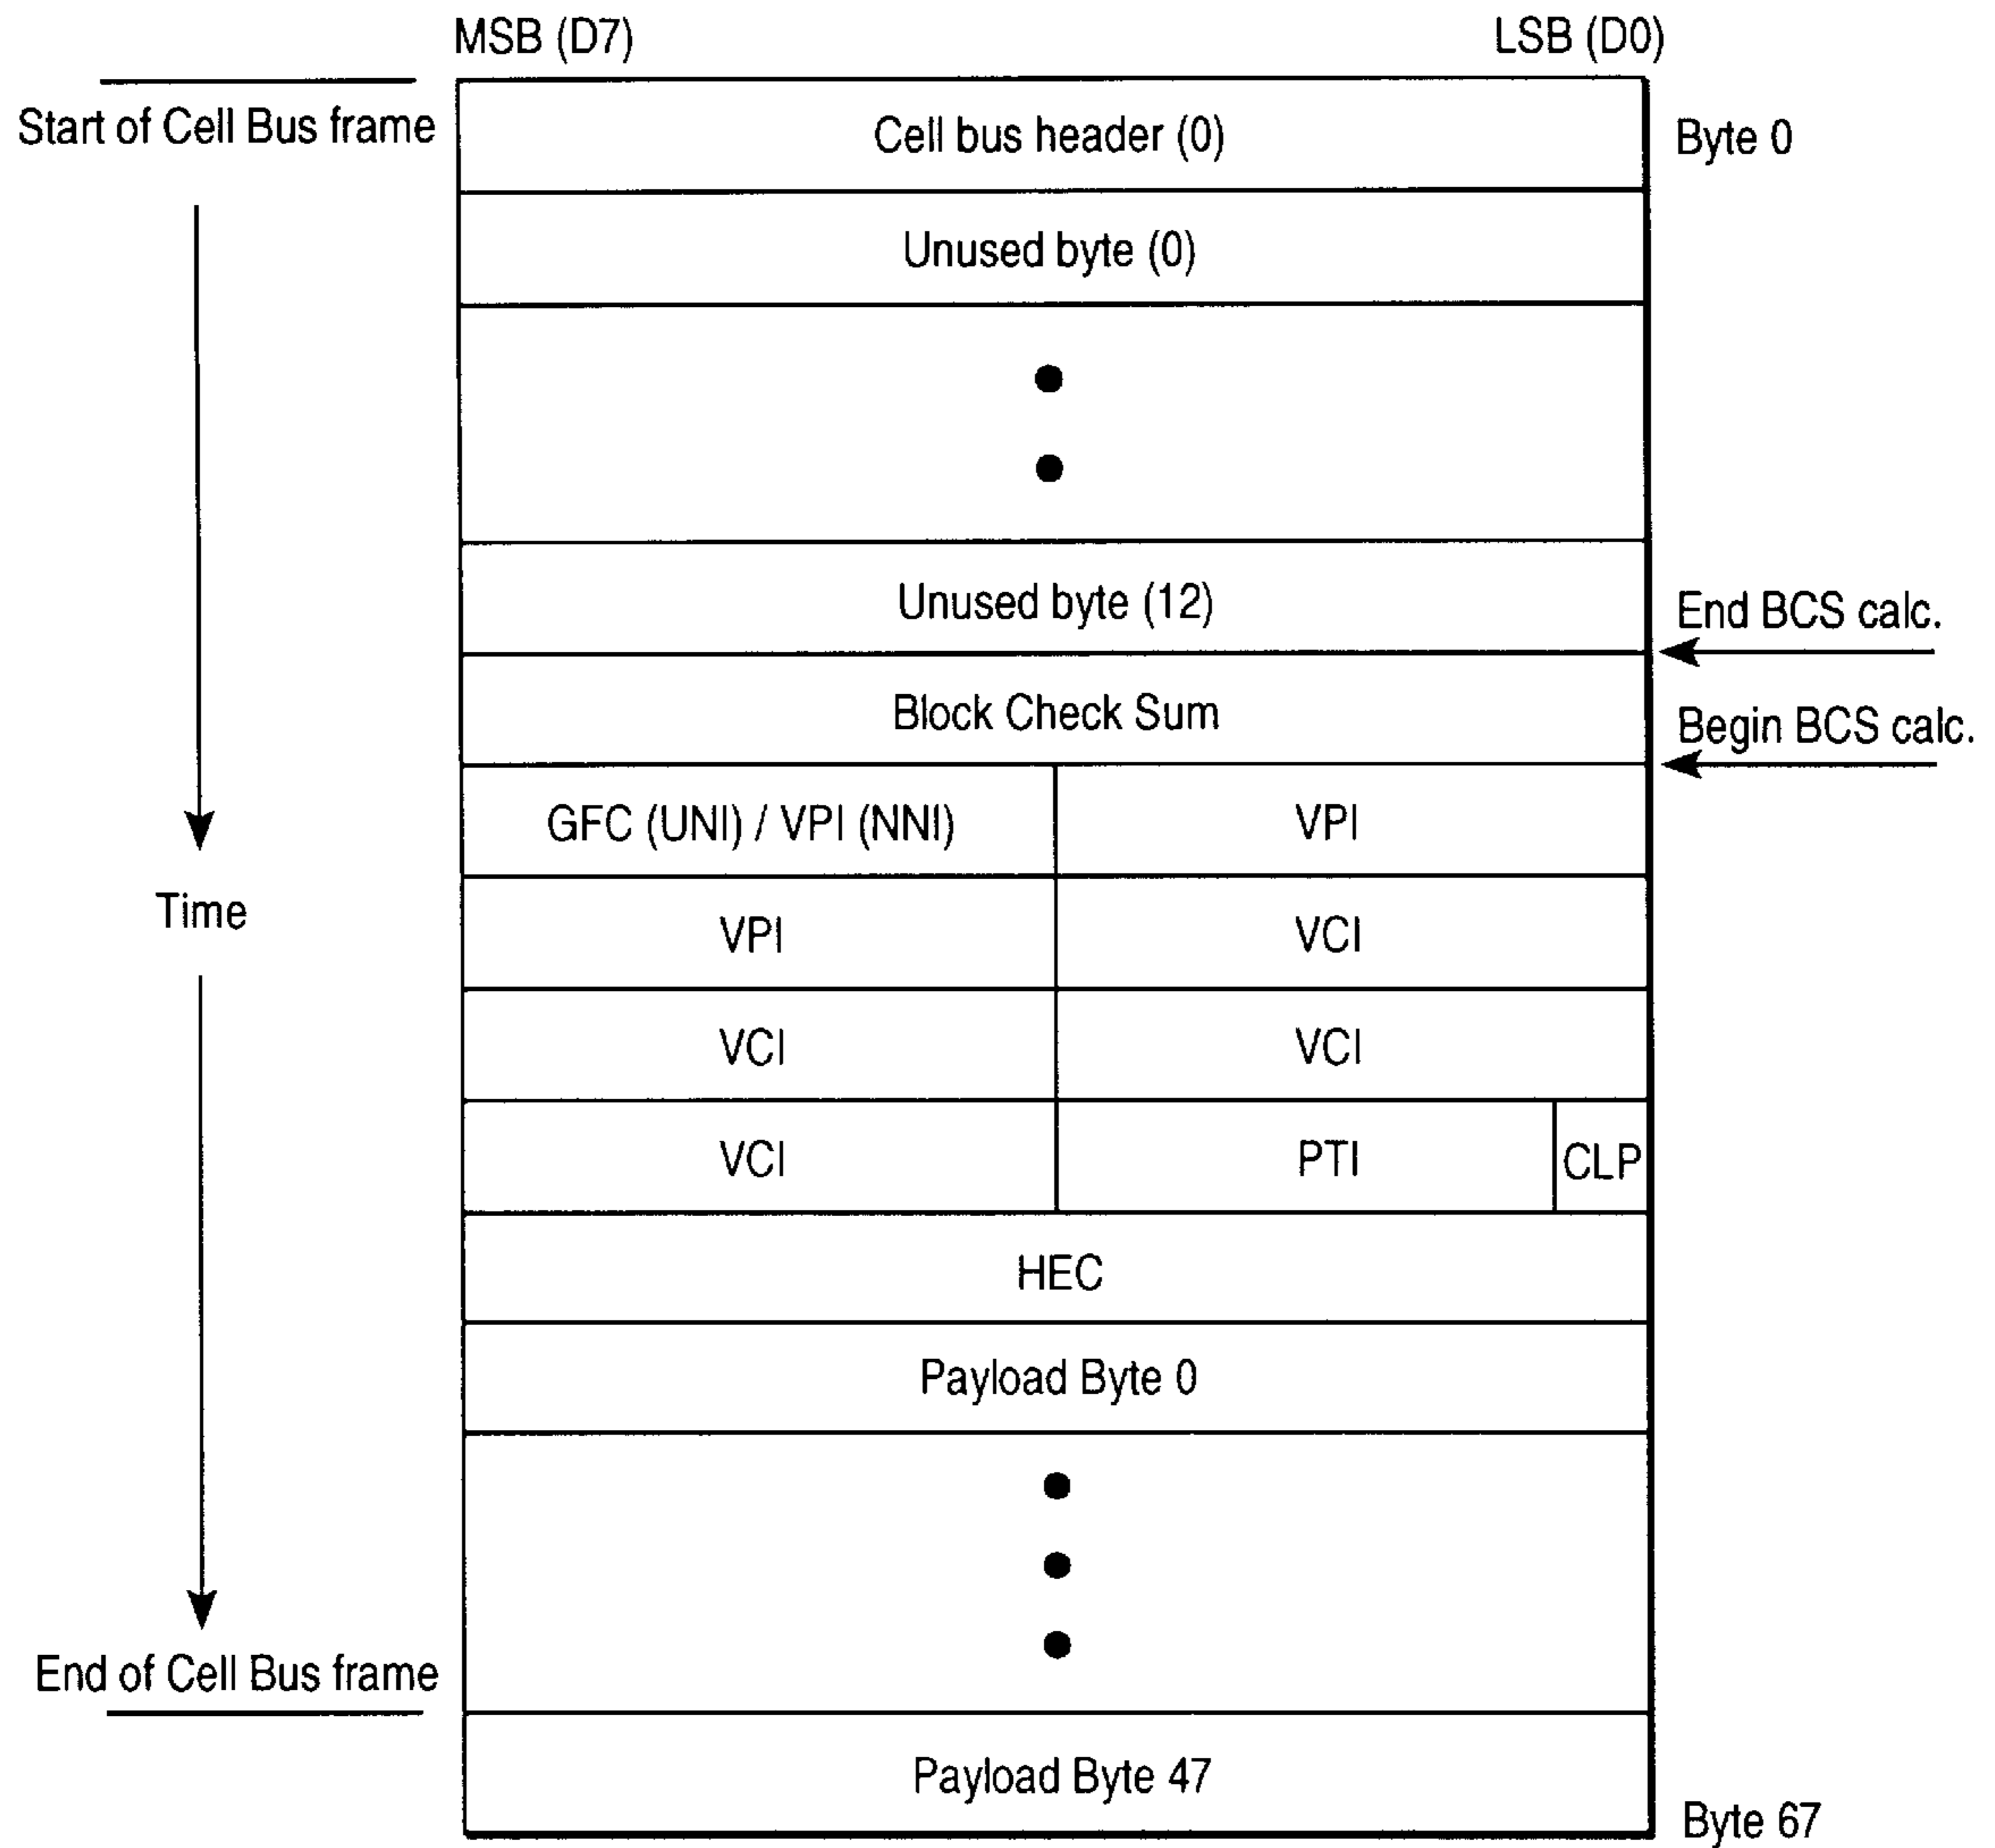 MSB (D7) LSB (D0)
Start of Cell Bus frame Cell bus header (0) Byte 0
Unused byte (0)
Unused byte (12) End BCS calc.
Block Check Sum Begin BCS calc.
GFC (UNI) / VPI (NNI) VPI
Time VPI VCI
VCI VCI
VCI PTI CLP
HEC
Payload Byte 0
End of Cell Bus frame
Payload Byte 47
Byte 67